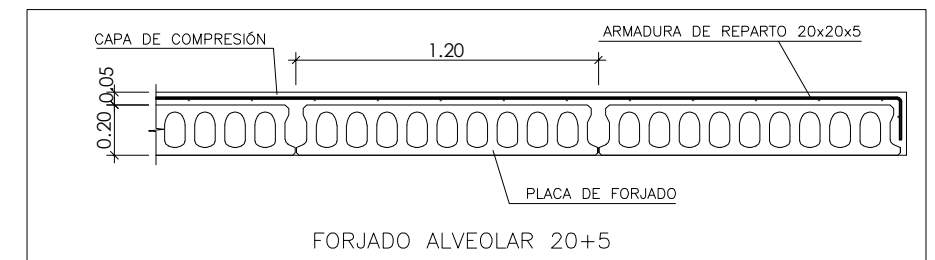 CAPA DE COMPRESIÓN
ARMADURA DE REPARTO 20x20x5
1.20
0.05
0.20
PLACA DE FORJADO
FORJADO ALVEOLAR 20+5